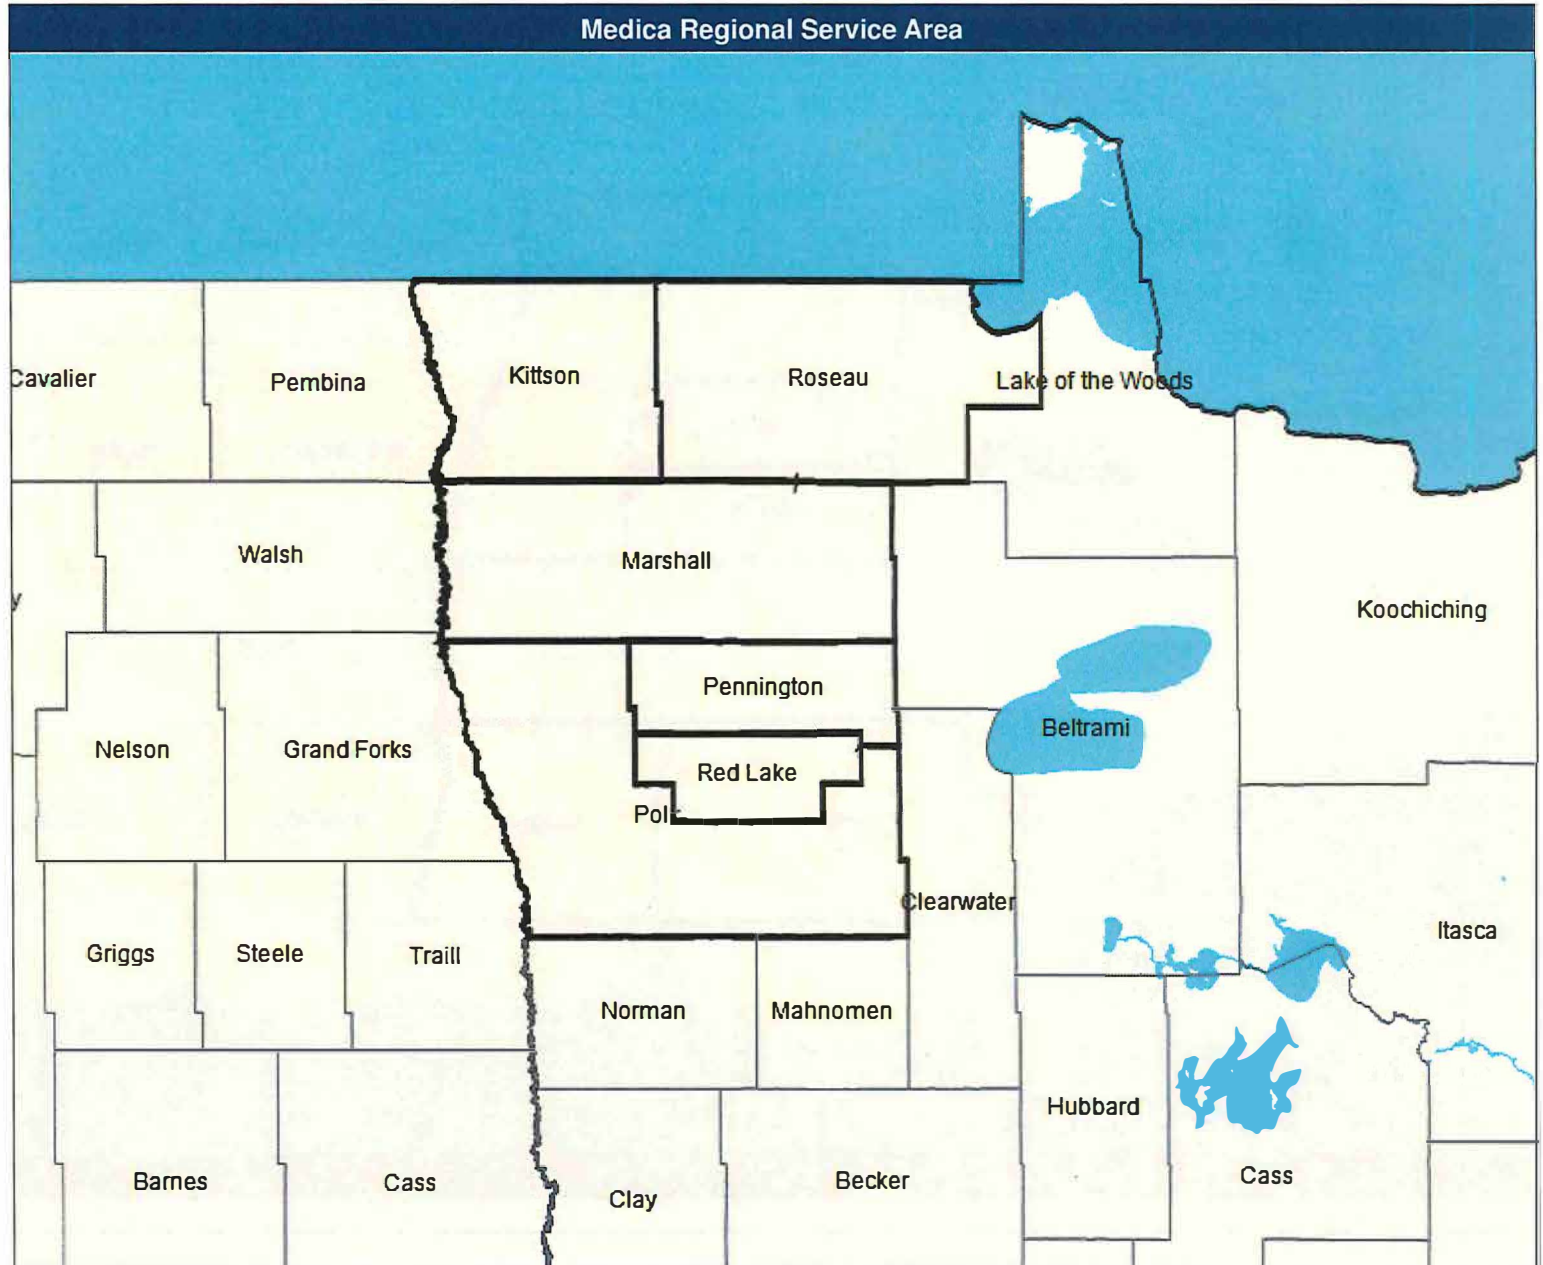 Medica Regional Service Area
Cavalier
Pembina
Kittson
Roseau
Lake of the Woods
Walsh
Marshall
y
Koochiching
Pennington
Beltrami
Nelson
Grand Forks
Red Lake
Pol
Clearwater
Griggs
Steele
Traill
Itasca
Norman
Mahnomen
Hubbard
Barnes
Cass
Clay
Becker
Cass